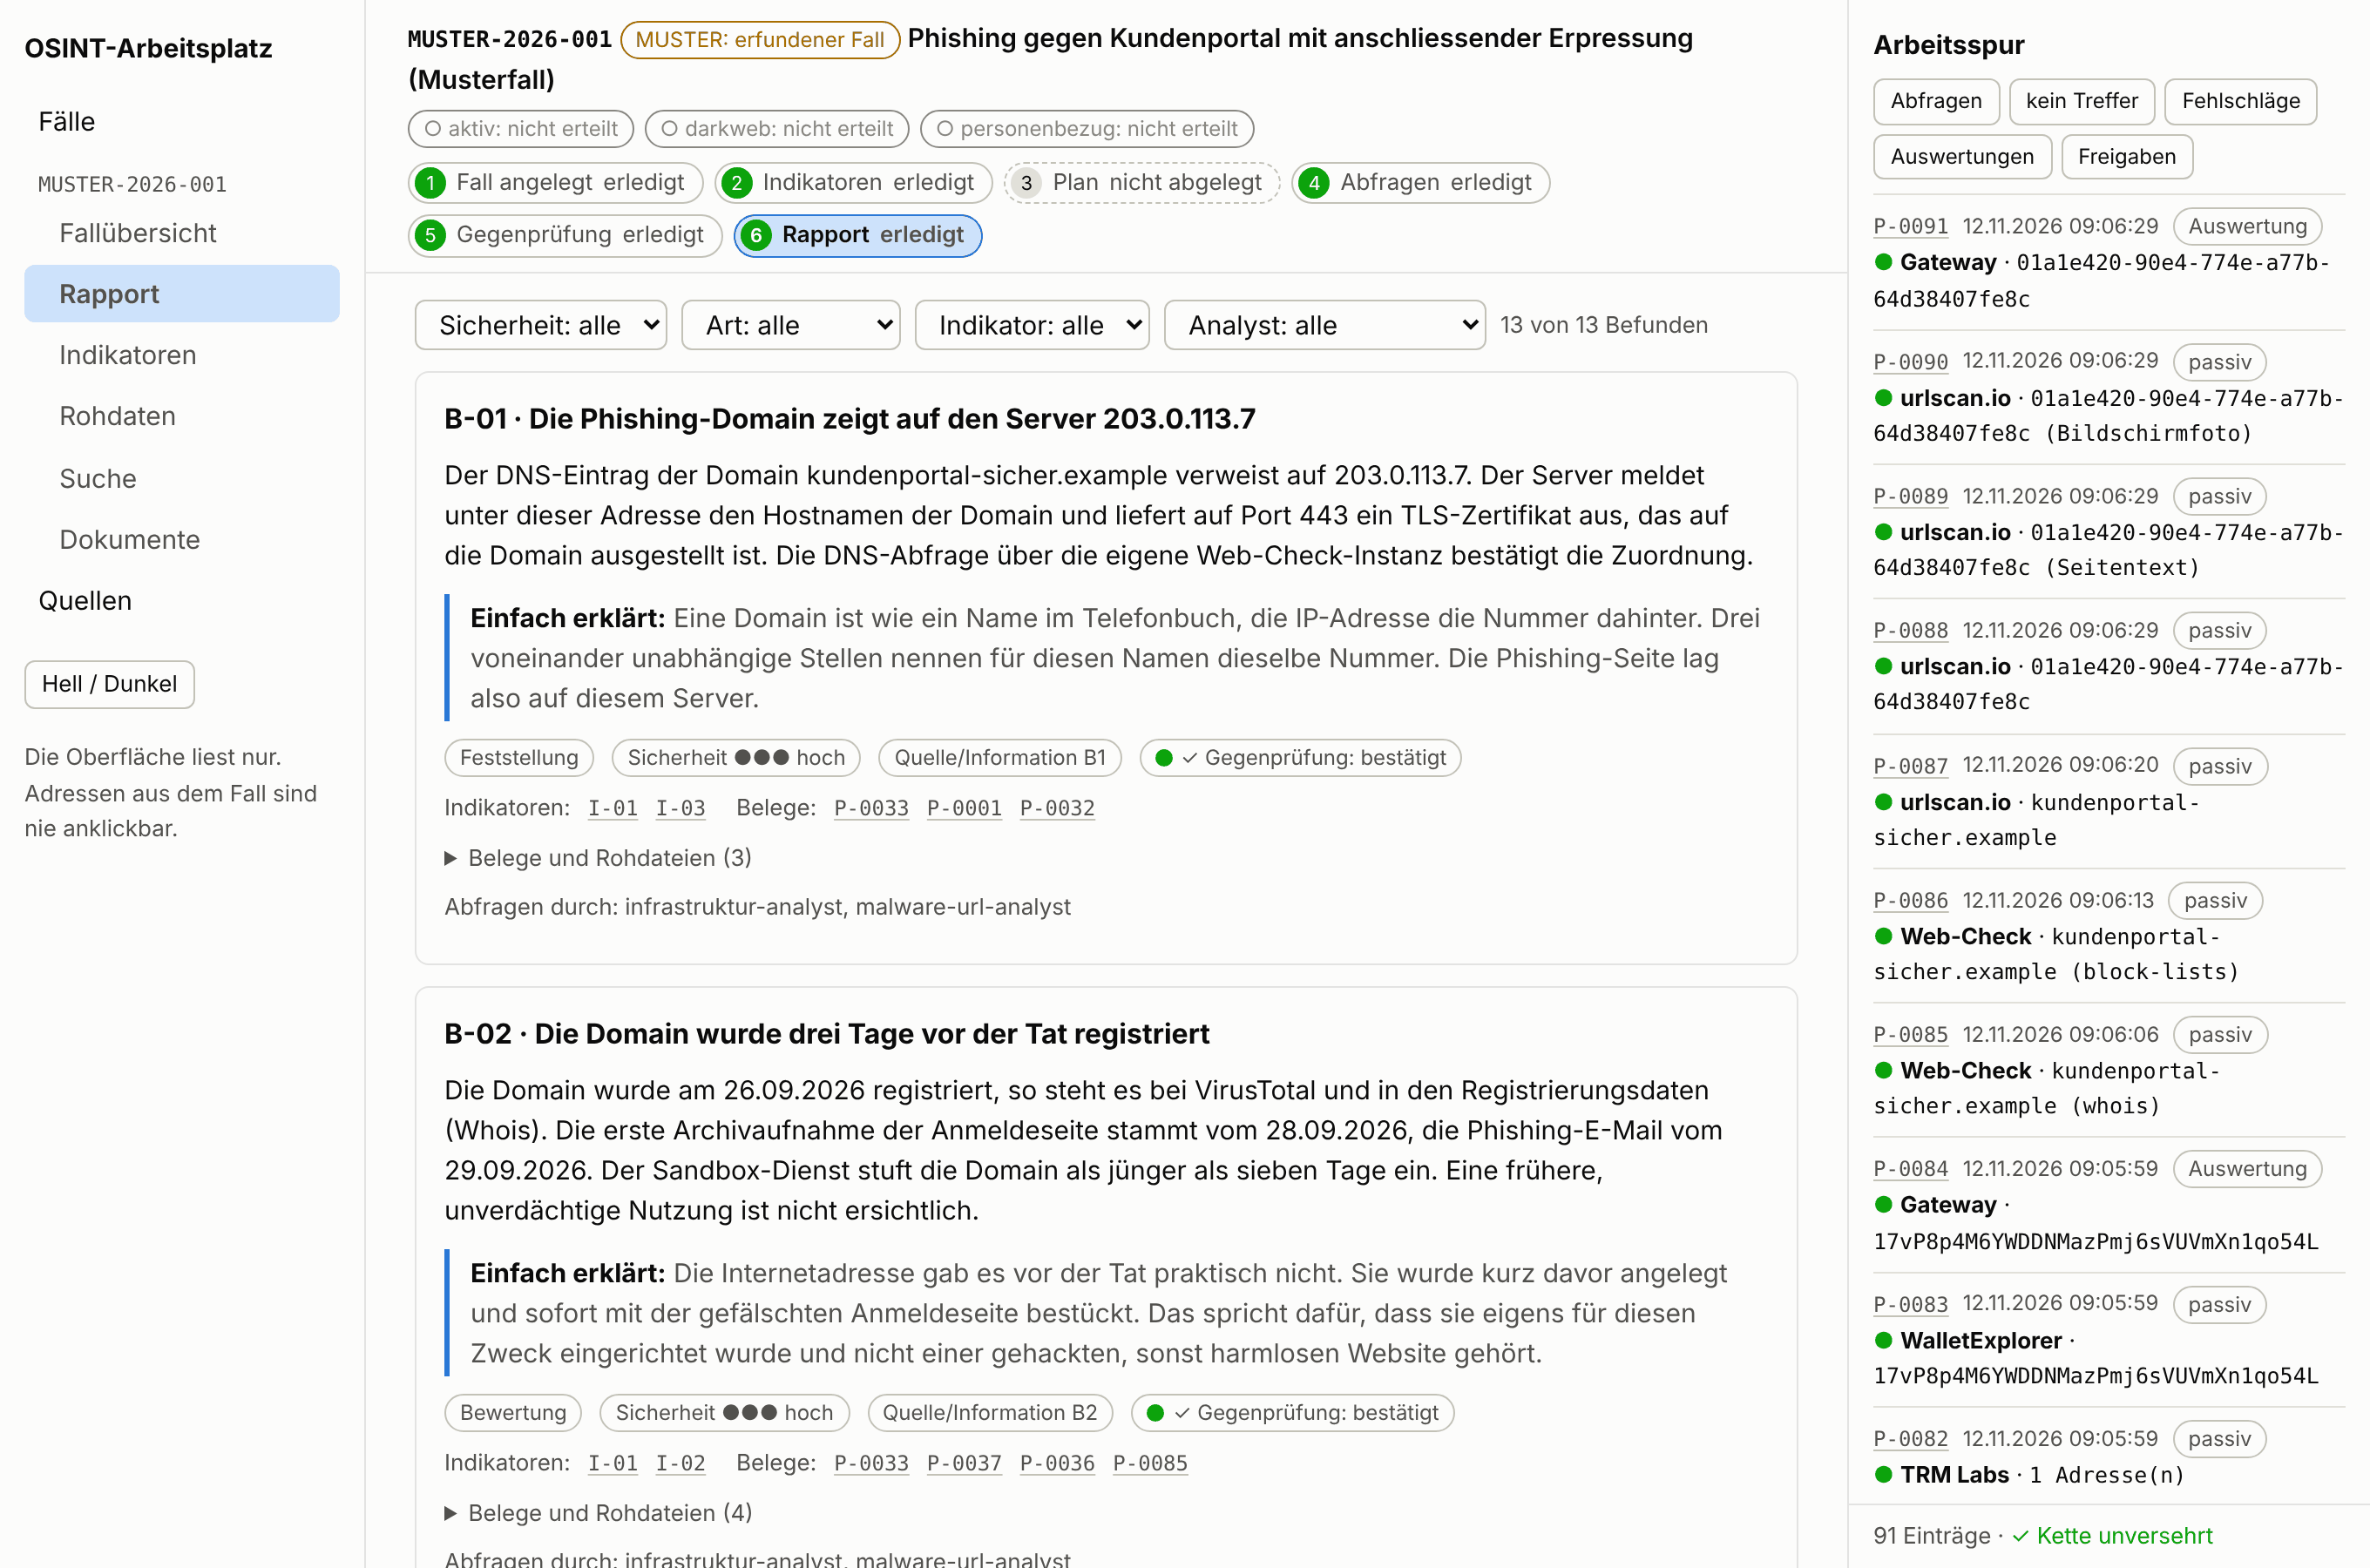 OSINT-Arbeitsplatz
Fälle
MUSTER-2026-001
Fallübersicht
Rapport
Indikatoren
Rohdaten
Suche
Dokumente
Quellen
Hell / Dunkel
Die Oberfläche liest nur.
Adressen aus dem Fall sind
nie anklickbar.
MUSTER-2026-001 MUSTER: erfundener Fall Phishing gegen Kundenportal mit anschliessender Erpressung
(Musterfall)
aktiv: nicht erteilt darkweb: nicht erteilt personenbezug: nicht erteilt
1 Fall angelegt erledigt 2 Indikatoren erledigt 3 Plan nicht abgelegt 4 Abfragen erledigt
5 Gegenprüfung erledigt 6 Rapport erledigt
Sicherheit: alle Art: alle Indikator: alle Analyst: alle 13 von 13 Befunden
B-01 · Die Phishing-Domain zeigt auf den Server 203.0.113.7
Der DNS-Eintrag der Domain kundenportal-sicher.example verweist auf 203.0.113.7. Der Server meldet
unter dieser Adresse den Hostnamen der Domain und liefert auf Port 443 ein TLS-Zertifikat aus, das auf
die Domain ausgestellt ist. Die DNS-Abfrage über die eigene Web-Check-Instanz bestätigt die Zuordnung.
Einfach erklärt: Eine Domain ist wie ein Name im Telefonbuch, die IP-Adresse die Nummer dahinter. Drei
voneinander unabhängige Stellen nennen für diesen Namen dieselbe Nummer. Die Phishing-Seite lag
also auf diesem Server.
Feststellung Sicherheit ●●● hoch Quelle/Information B1 ✓ Gegenprüfung: bestätigt
Indikatoren: I-01 I-03 Belege: P-0033 P-0001 P-0032
▶ Belege und Rohdateien (3)
Abfragen durch: infrastruktur-analyst, malware-url-analyst
B-02 · Die Domain wurde drei Tage vor der Tat registriert
Die Domain wurde am 26.09.2026 registriert, so steht es bei VirusTotal und in den Registrierungsdaten
(Whois). Die erste Archivaufnahme der Anmeldeseite stammt vom 28.09.2026, die Phishing-E-Mail vom
29.09.2026. Der Sandbox-Dienst stuft die Domain als jünger als sieben Tage ein. Eine frühere,
unverdächtige Nutzung ist nicht ersichtlich.
Einfach erklärt: Die Internetadresse gab es vor der Tat praktisch nicht. Sie wurde kurz davor angelegt
und sofort mit der gefälschten Anmeldeseite bestückt. Das spricht dafür, dass sie eigens für diesen
Zweck eingerichtet wurde und nicht einer gehackten, sonst harmlosen Website gehört.
Bewertung Sicherheit ●●● hoch Quelle/Information B2 ✓ Gegenprüfung: bestätigt
Indikatoren: I-01 I-02 Belege: P-0033 P-0037 P-0036 P-0085
▶ Belege und Rohdateien (4)
Abfragen durch: infrastruktur-analyst, malware-url-analyst
Arbeitsspur
Abfragen kein Treffer Fehlschläge
Auswertungen Freigaben
P-0091 12.11.2026 09:06:29 Auswertung
Gateway · 01a1e420-90e4-774e-a77b-
64d38407fe8c
P-0090 12.11.2026 09:06:29 passiv
urlscan.io · 01a1e420-90e4-774e-a77b-
64d38407fe8c (Bildschirmfoto)
P-0089 12.11.2026 09:06:29 passiv
urlscan.io · 01a1e420-90e4-774e-a77b-
64d38407fe8c (Seitentext)
P-0088 12.11.2026 09:06:29 passiv
urlscan.io · 01a1e420-90e4-774e-a77b-
64d38407fe8c
P-0087 12.11.2026 09:06:20 passiv
urlscan.io · kundenportal-
sicher.example
P-0086 12.11.2026 09:06:13 passiv
Web-Check · kundenportal-
sicher.example (block-lists)
P-0085 12.11.2026 09:06:06 passiv
Web-Check · kundenportal-
sicher.example (whois)
P-0084 12.11.2026 09:05:59 Auswertung
Gateway ·
17vP8p4M6YWDDNMazPmj6sVUVmXn1qo54L
P-0083 12.11.2026 09:05:59 passiv
WalletExplorer ·
17vP8p4M6YWDDNMazPmj6sVUVmXn1qo54L
P-0082 12.11.2026 09:05:59 passiv
TRM Labs · 1 Adresse(n)
91 Einträge · ✓ Kette unversehrt